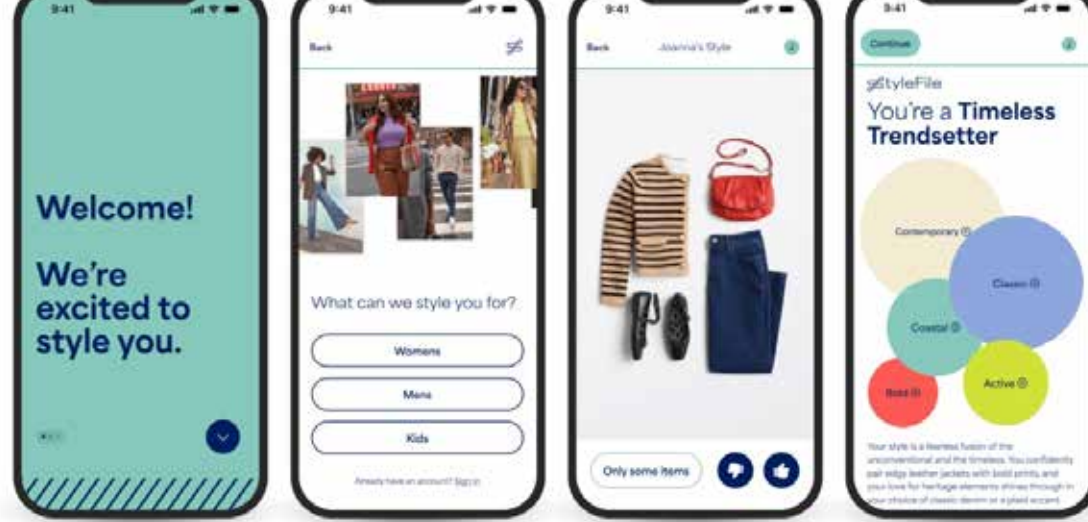 9:41
Welcome!
We're
excited to
style you.
9:41
Back
What can we style you for?
Womens
Mens
Kids
Already have an account? Sign in
9:41
Back
Joanna's Style
J
Only some items
9:41
Continue
J
StyleFile
You're a Timeless
Trendsetter
Contemporary
Classic
Coastal
Bold
Active
Your style is a fearless fusion of the
unconventional and the timeless. You confidently
pair edgy leather jackets with bold prints, and
your love for heritage elements shines through in
your choice of classic denim or a plaid accent